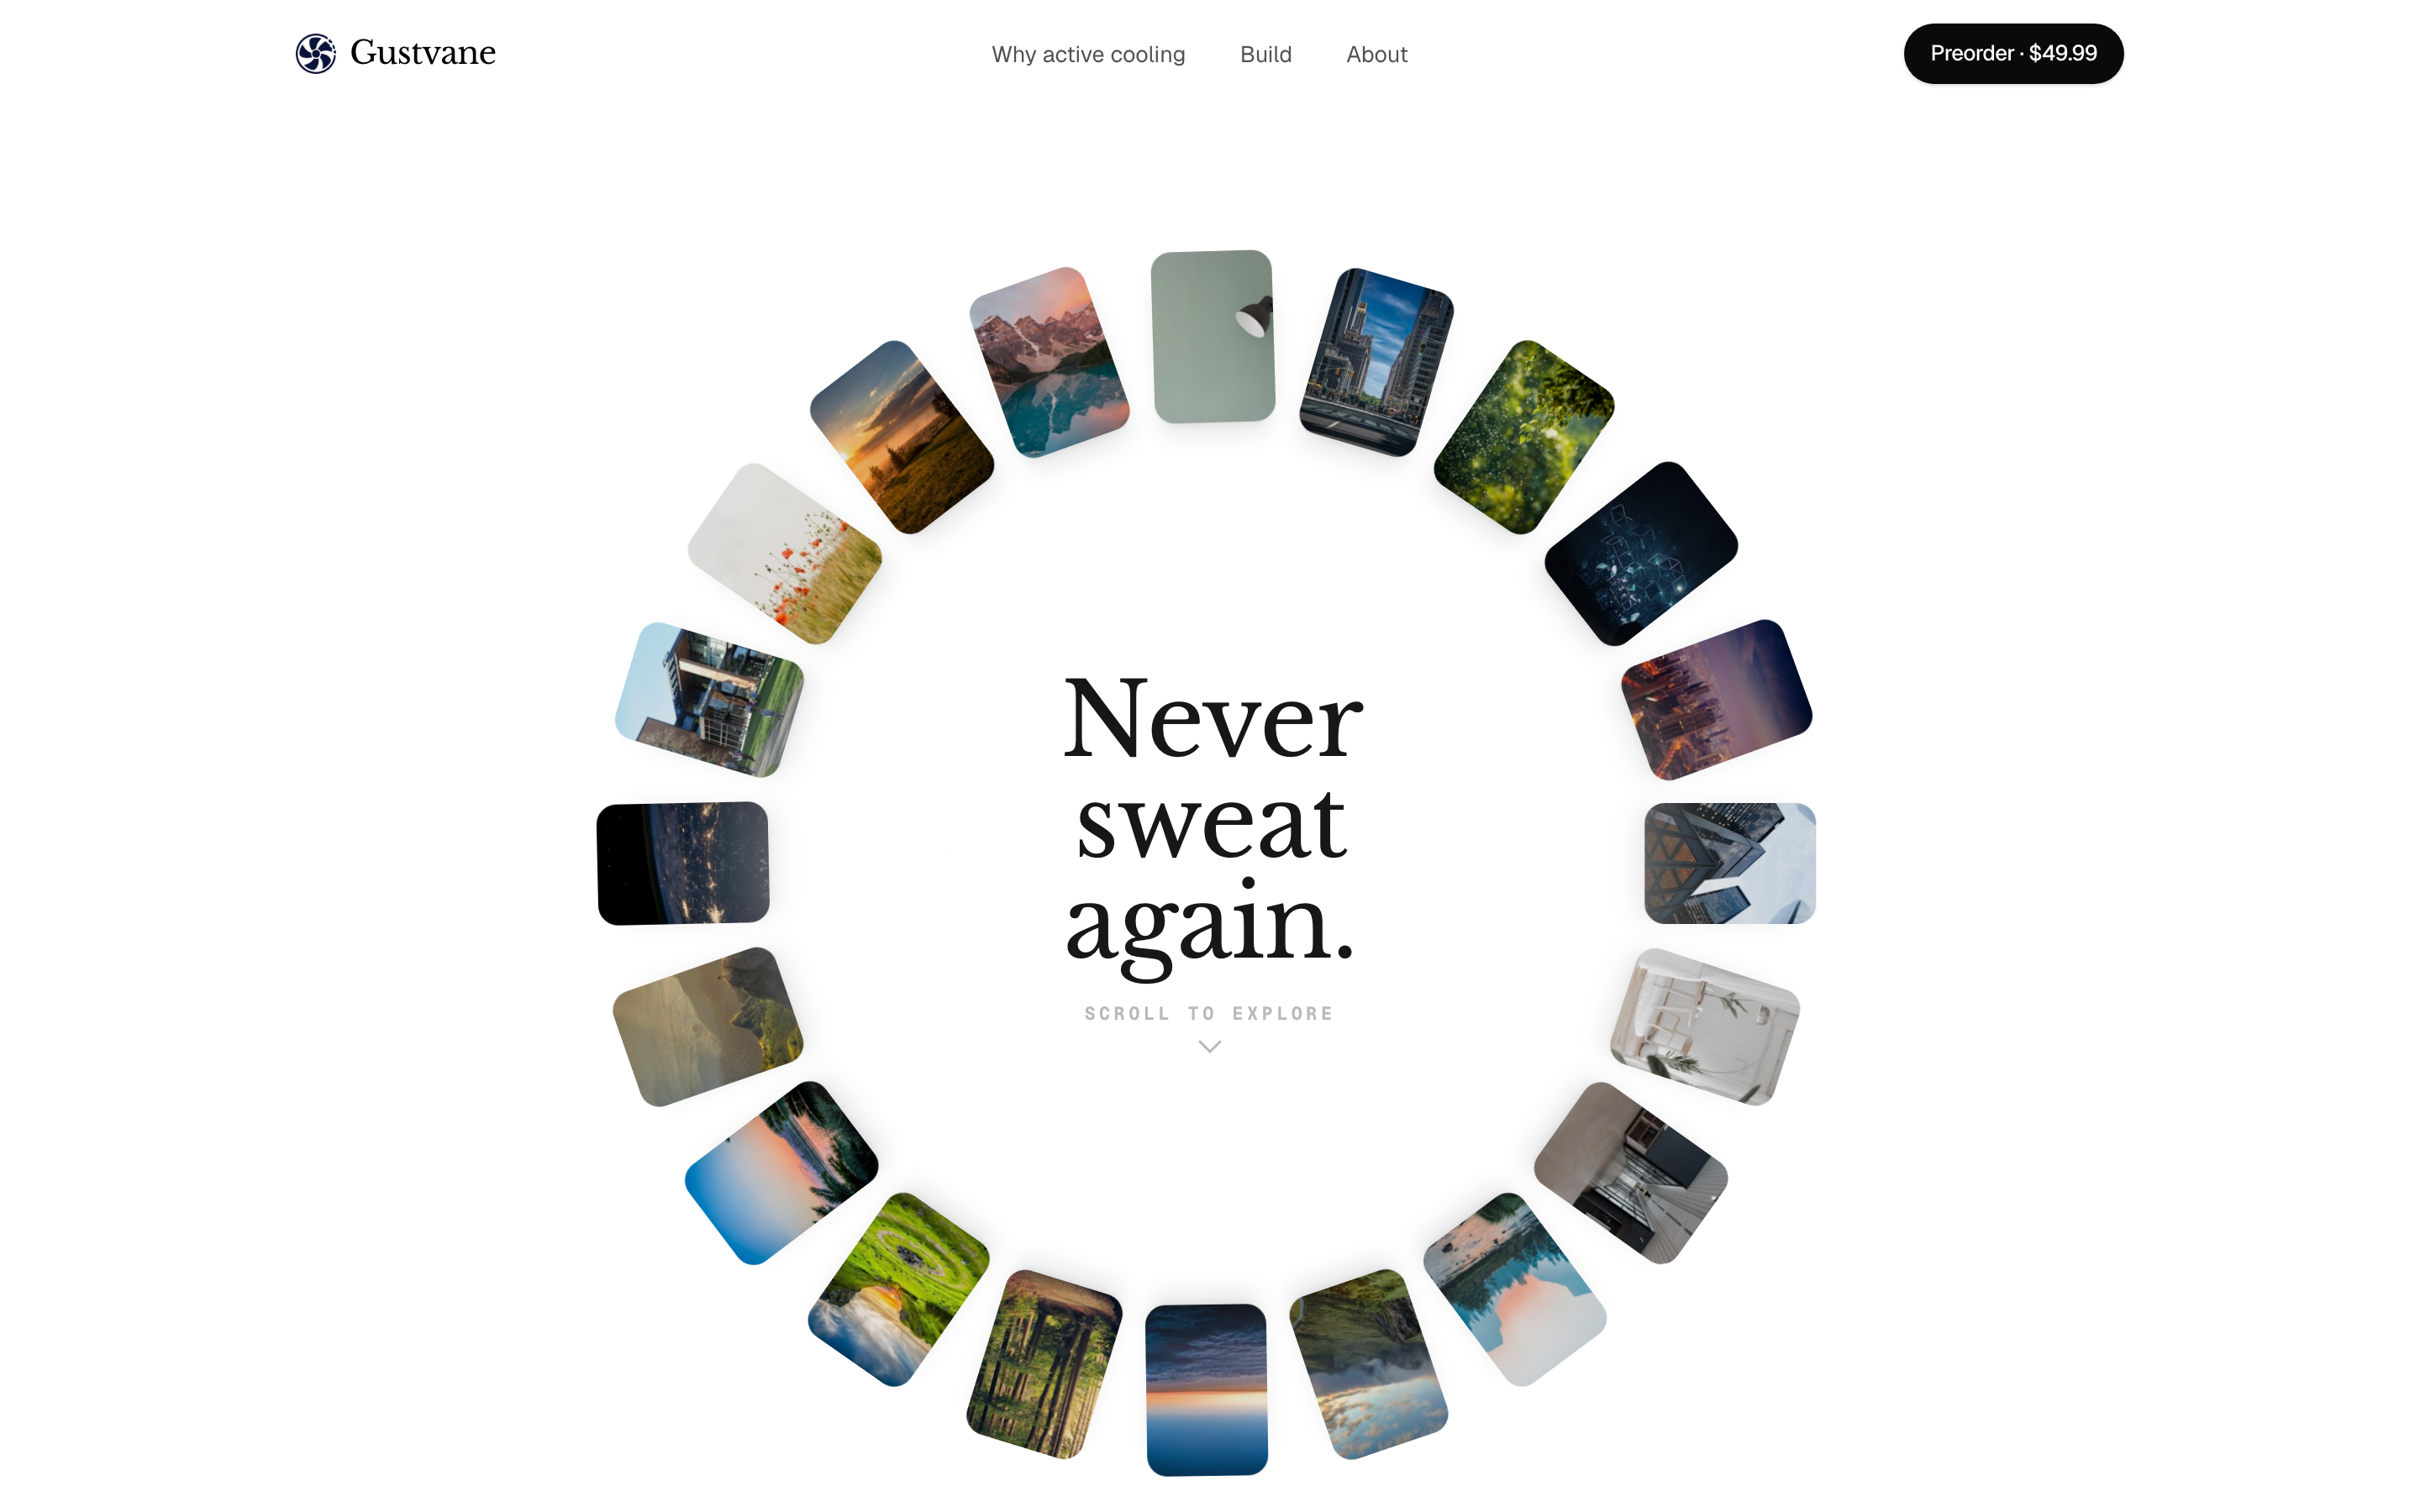 Gustvane
Why active cooling
Build
About
Preorder · $49.99
Never
sweat
again.
SCROLL TO EXPLORE